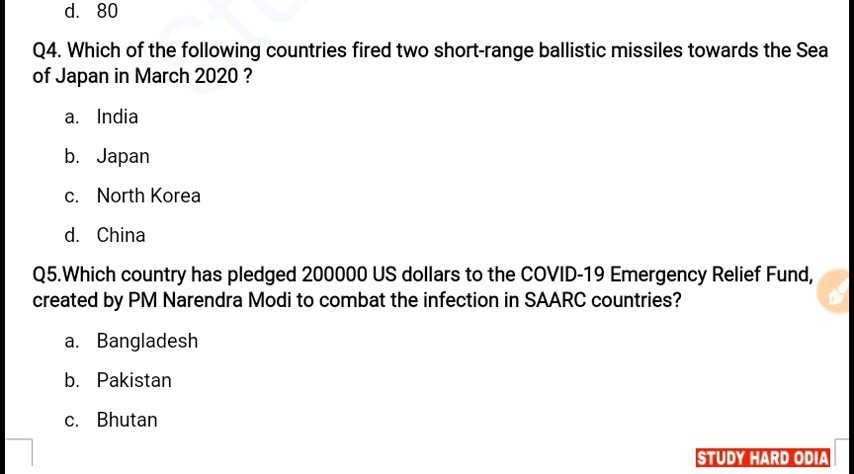 d. 80
Q4. Which of the following countries fired two short-range ballistic missiles towards the Sea
of Japan in March 2020 ?
a. India
b. Japan
c. North Korea
d. China
Q5.Which country has pledged 200000 US dollars to the COVID-19 Emergency Relief Fund,
created by PM Narendra Modi to combat the infection in SAARC countries?
a. Bangladesh
b. Pakistan
c. Bhutan
STUDY HARD ODIA